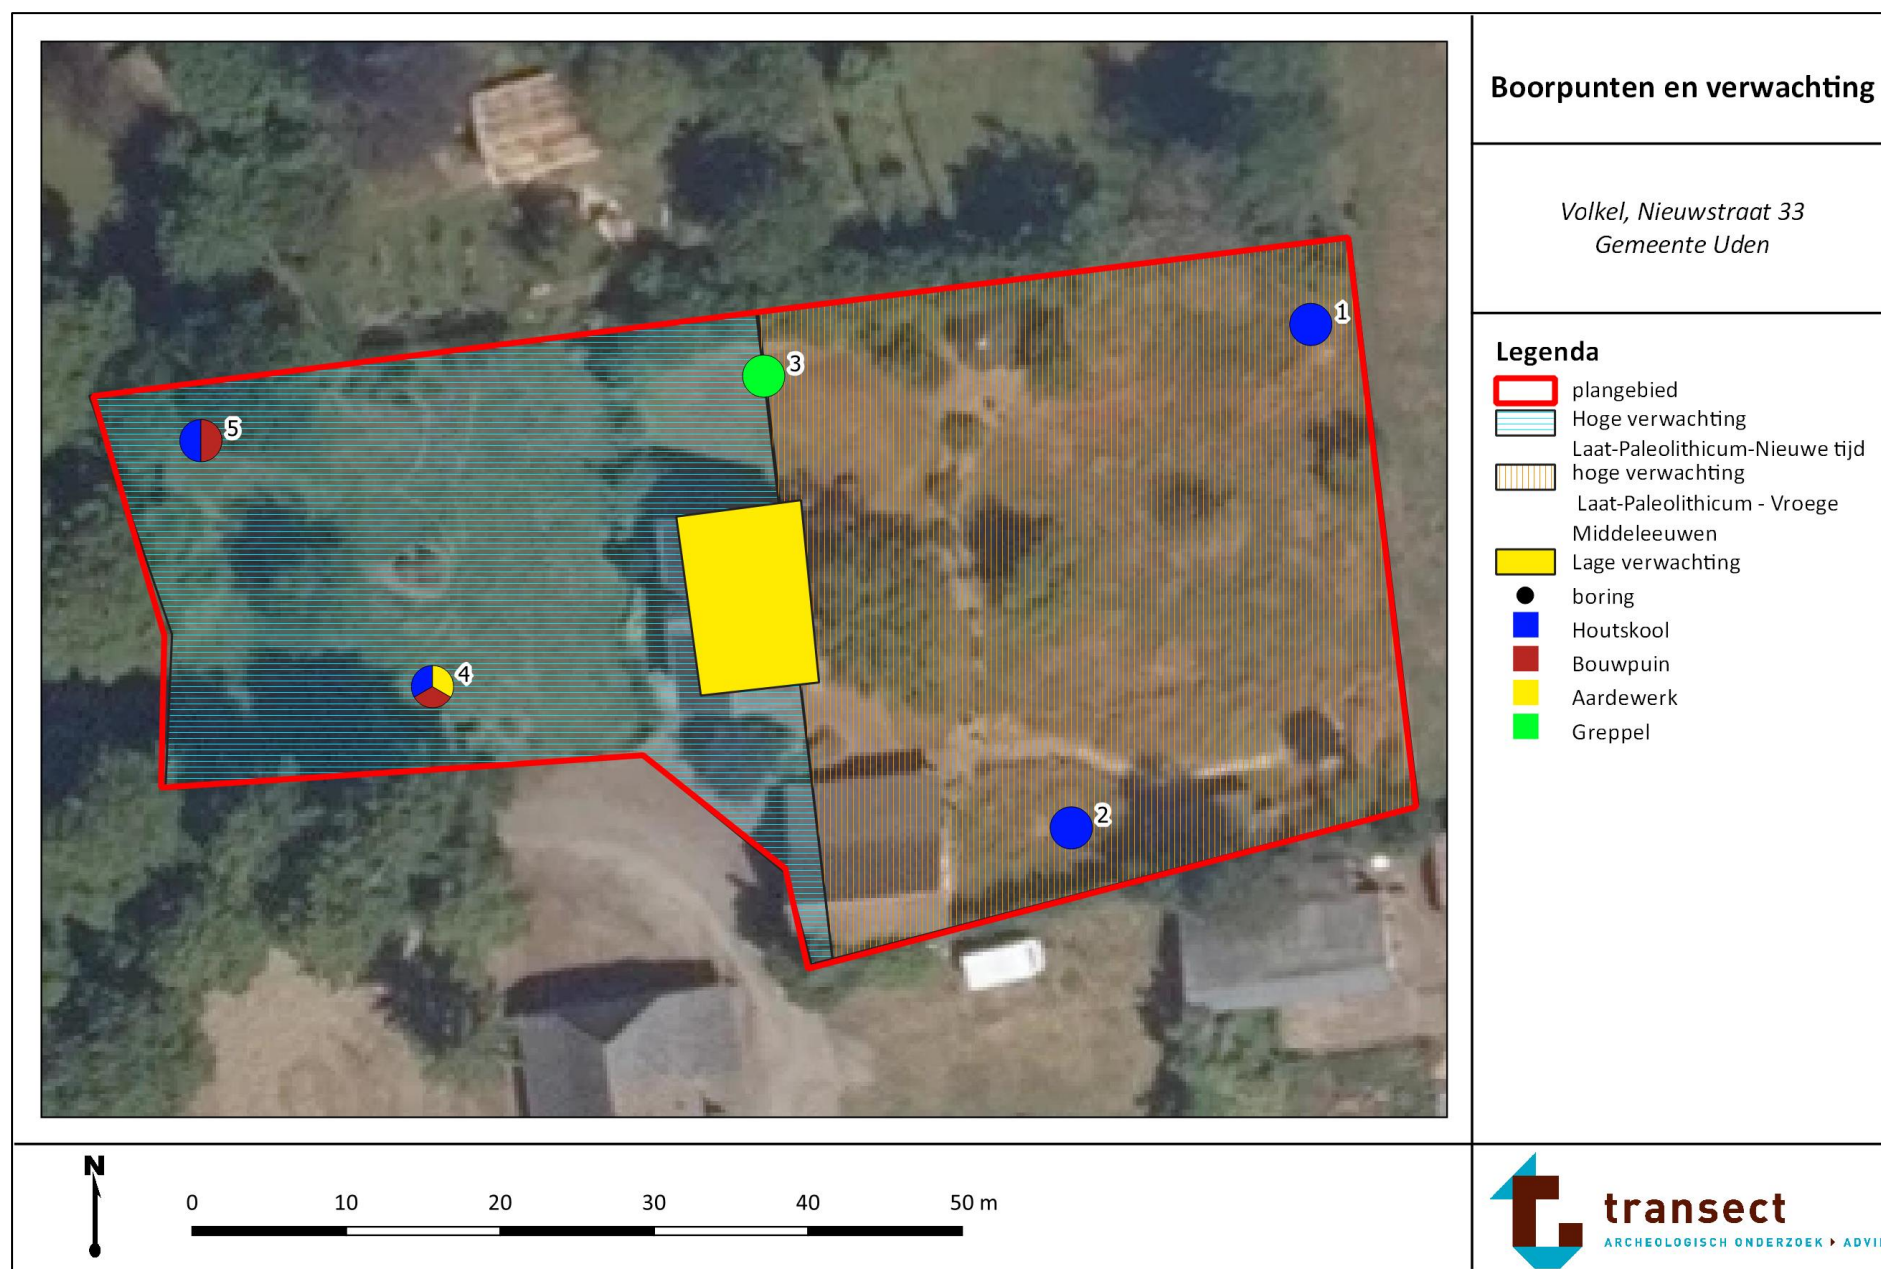 Boorpunten en verwachting
Volkel, Nieuwstraat 33
Gemeente Uden
Legenda
plangebied
Hoge verwachting
Laat-Paleolithicum-Nieuwe tijd
hoge verwachting
Laat-Paleolithicum - Vroege
Middeleeuwen
Lage verwachting
boring
Houtskool
Bouwpuin
Aardewerk
Greppel
1
3
5
4
2
N
0 10 20 30 40 50 m
transect
ARCHEOLOGISCH ONDERZOEK ADVI